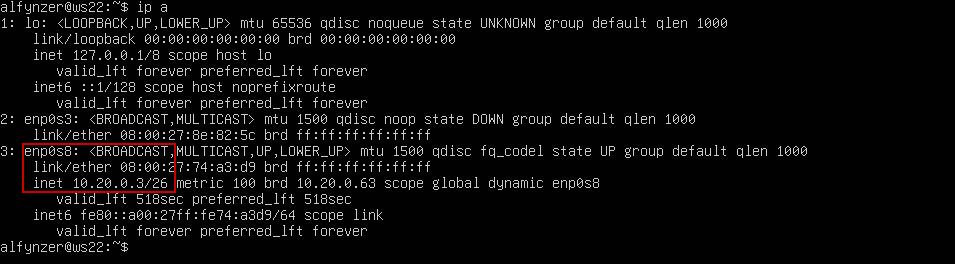 alfynzer@ws22:~$ ip a
1: lo: <LOOPBACK,UP,LOWER_UP> mtu 65536 qdisc noqueue state UNKNOWN group default qlen 1000
    link/loopback 00:00:00:00:00:00 brd 00:00:00:00:00:00
    inet 127.0.0.1/8 scope host lo
       valid_lft forever preferred_lft forever
    inet6 ::1/128 scope host noprefixroute
       valid_lft forever preferred_lft forever
2: enp0s3: <BROADCAST,MULTICAST> mtu 1500 qdisc noop state DOWN group default qlen 1000
    link/ether 08:00:27:8e:82:5c brd ff:ff:ff:ff:ff:ff
3: enp0s8: <BROADCAST,MULTICAST,UP,LOWER_UP> mtu 1500 qdisc fq_codel state UP group default qlen 1000
    link/ether 08:00:27:74:a3:d9 brd ff:ff:ff:ff:ff:ff
    inet 10.20.0.3/26 metric 100 brd 10.20.0.63 scope global dynamic enp0s8
       valid_lft 518sec preferred_lft 518sec
    inet6 fe80::a00:27ff:fe74:a3d9/64 scope link
       valid_lft forever preferred_lft forever
alfynzer@ws22:~$